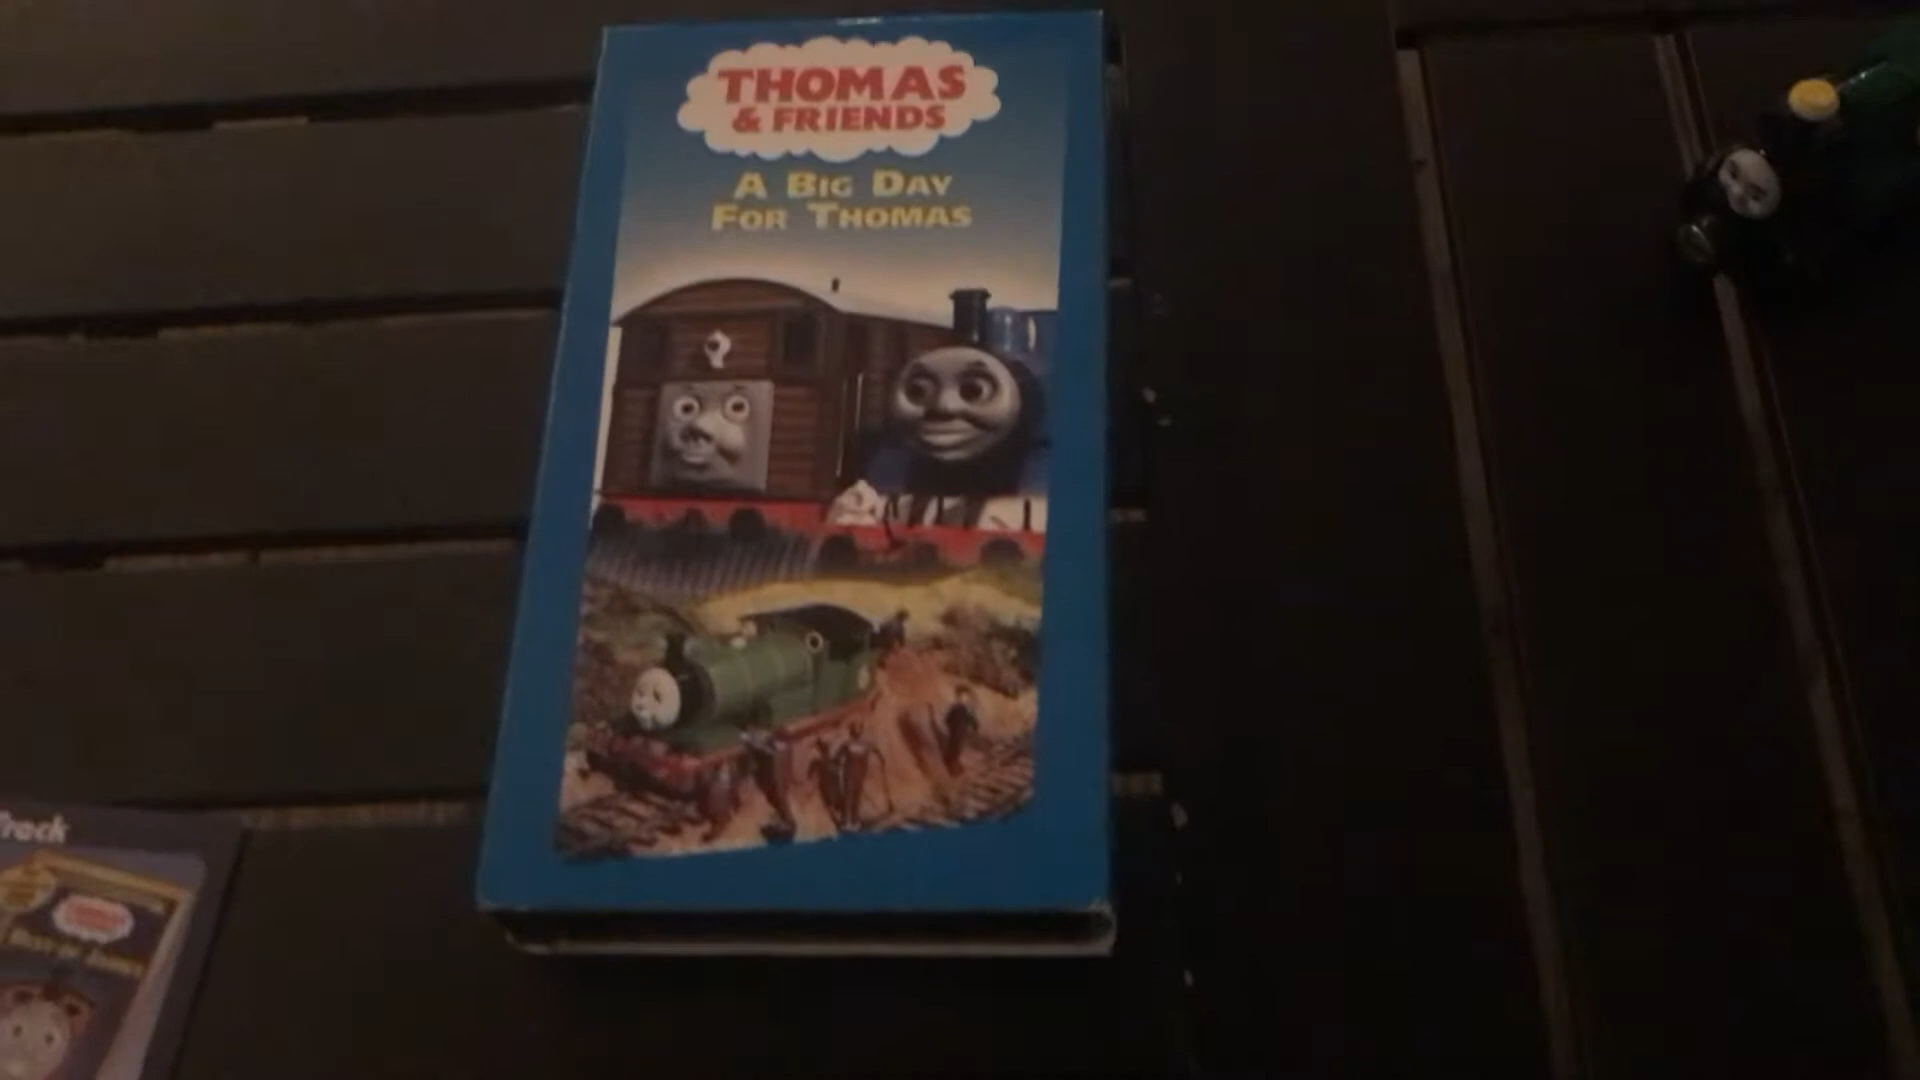 THOMAS
& FRIENDS
A BIG DAY
FOR THOMAS
Track